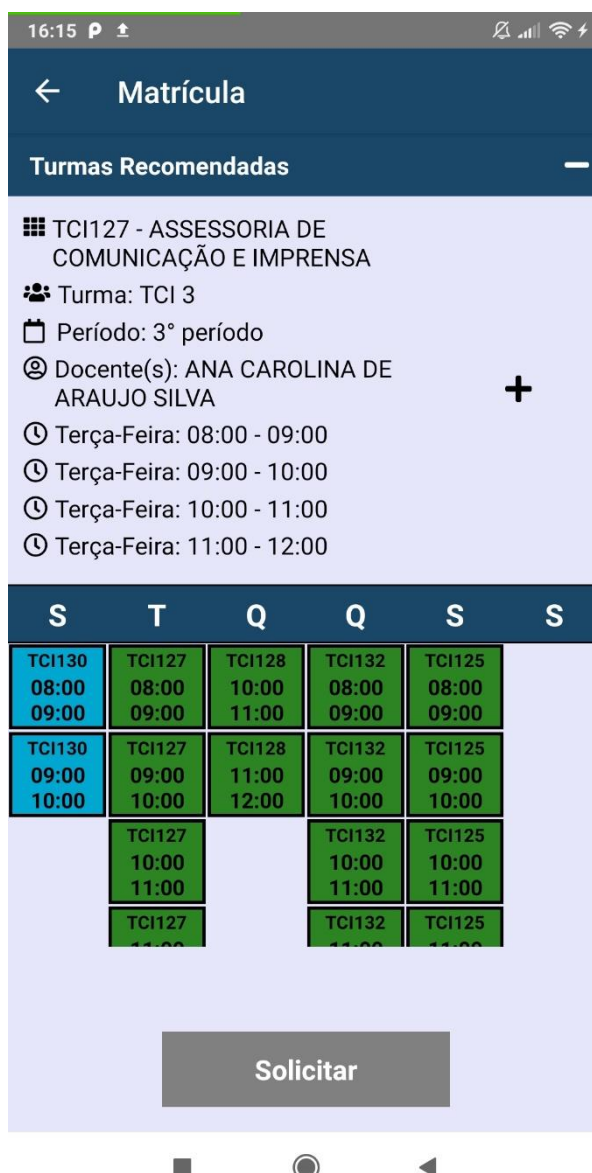 16:15
Matrícula
Turmas Recomendadas
TCI127 - ASSESSORIA DE
COMUNICAÇÃO E IMPRENSA
Turma: TCI 3
Período: 3° período
Docente(s): ANA CAROLINA DE
ARAUJO SILVA
Terça-Feira: 08:00 - 09:00
Terça-Feira: 09:00 - 10:00
Terça-Feira: 10:00 - 11:00
Terça-Feira: 11:00 - 12:00
S T Q Q S S
TCI130 TCI127 TCI128 TCI132 TCI125
08:00 08:00 10:00 08:00 08:00
09:00 09:00 11:00 09:00 09:00
TCI130 TCI127 TCI128 TCI132 TCI125
09:00 09:00 11:00 09:00 09:00
10:00 10:00 12:00 10:00 10:00
TCI127 TCI132 TCI125
10:00 10:00 10:00
11:00 11:00 11:00
TCI127 TCI132 TCI125
Solicitar